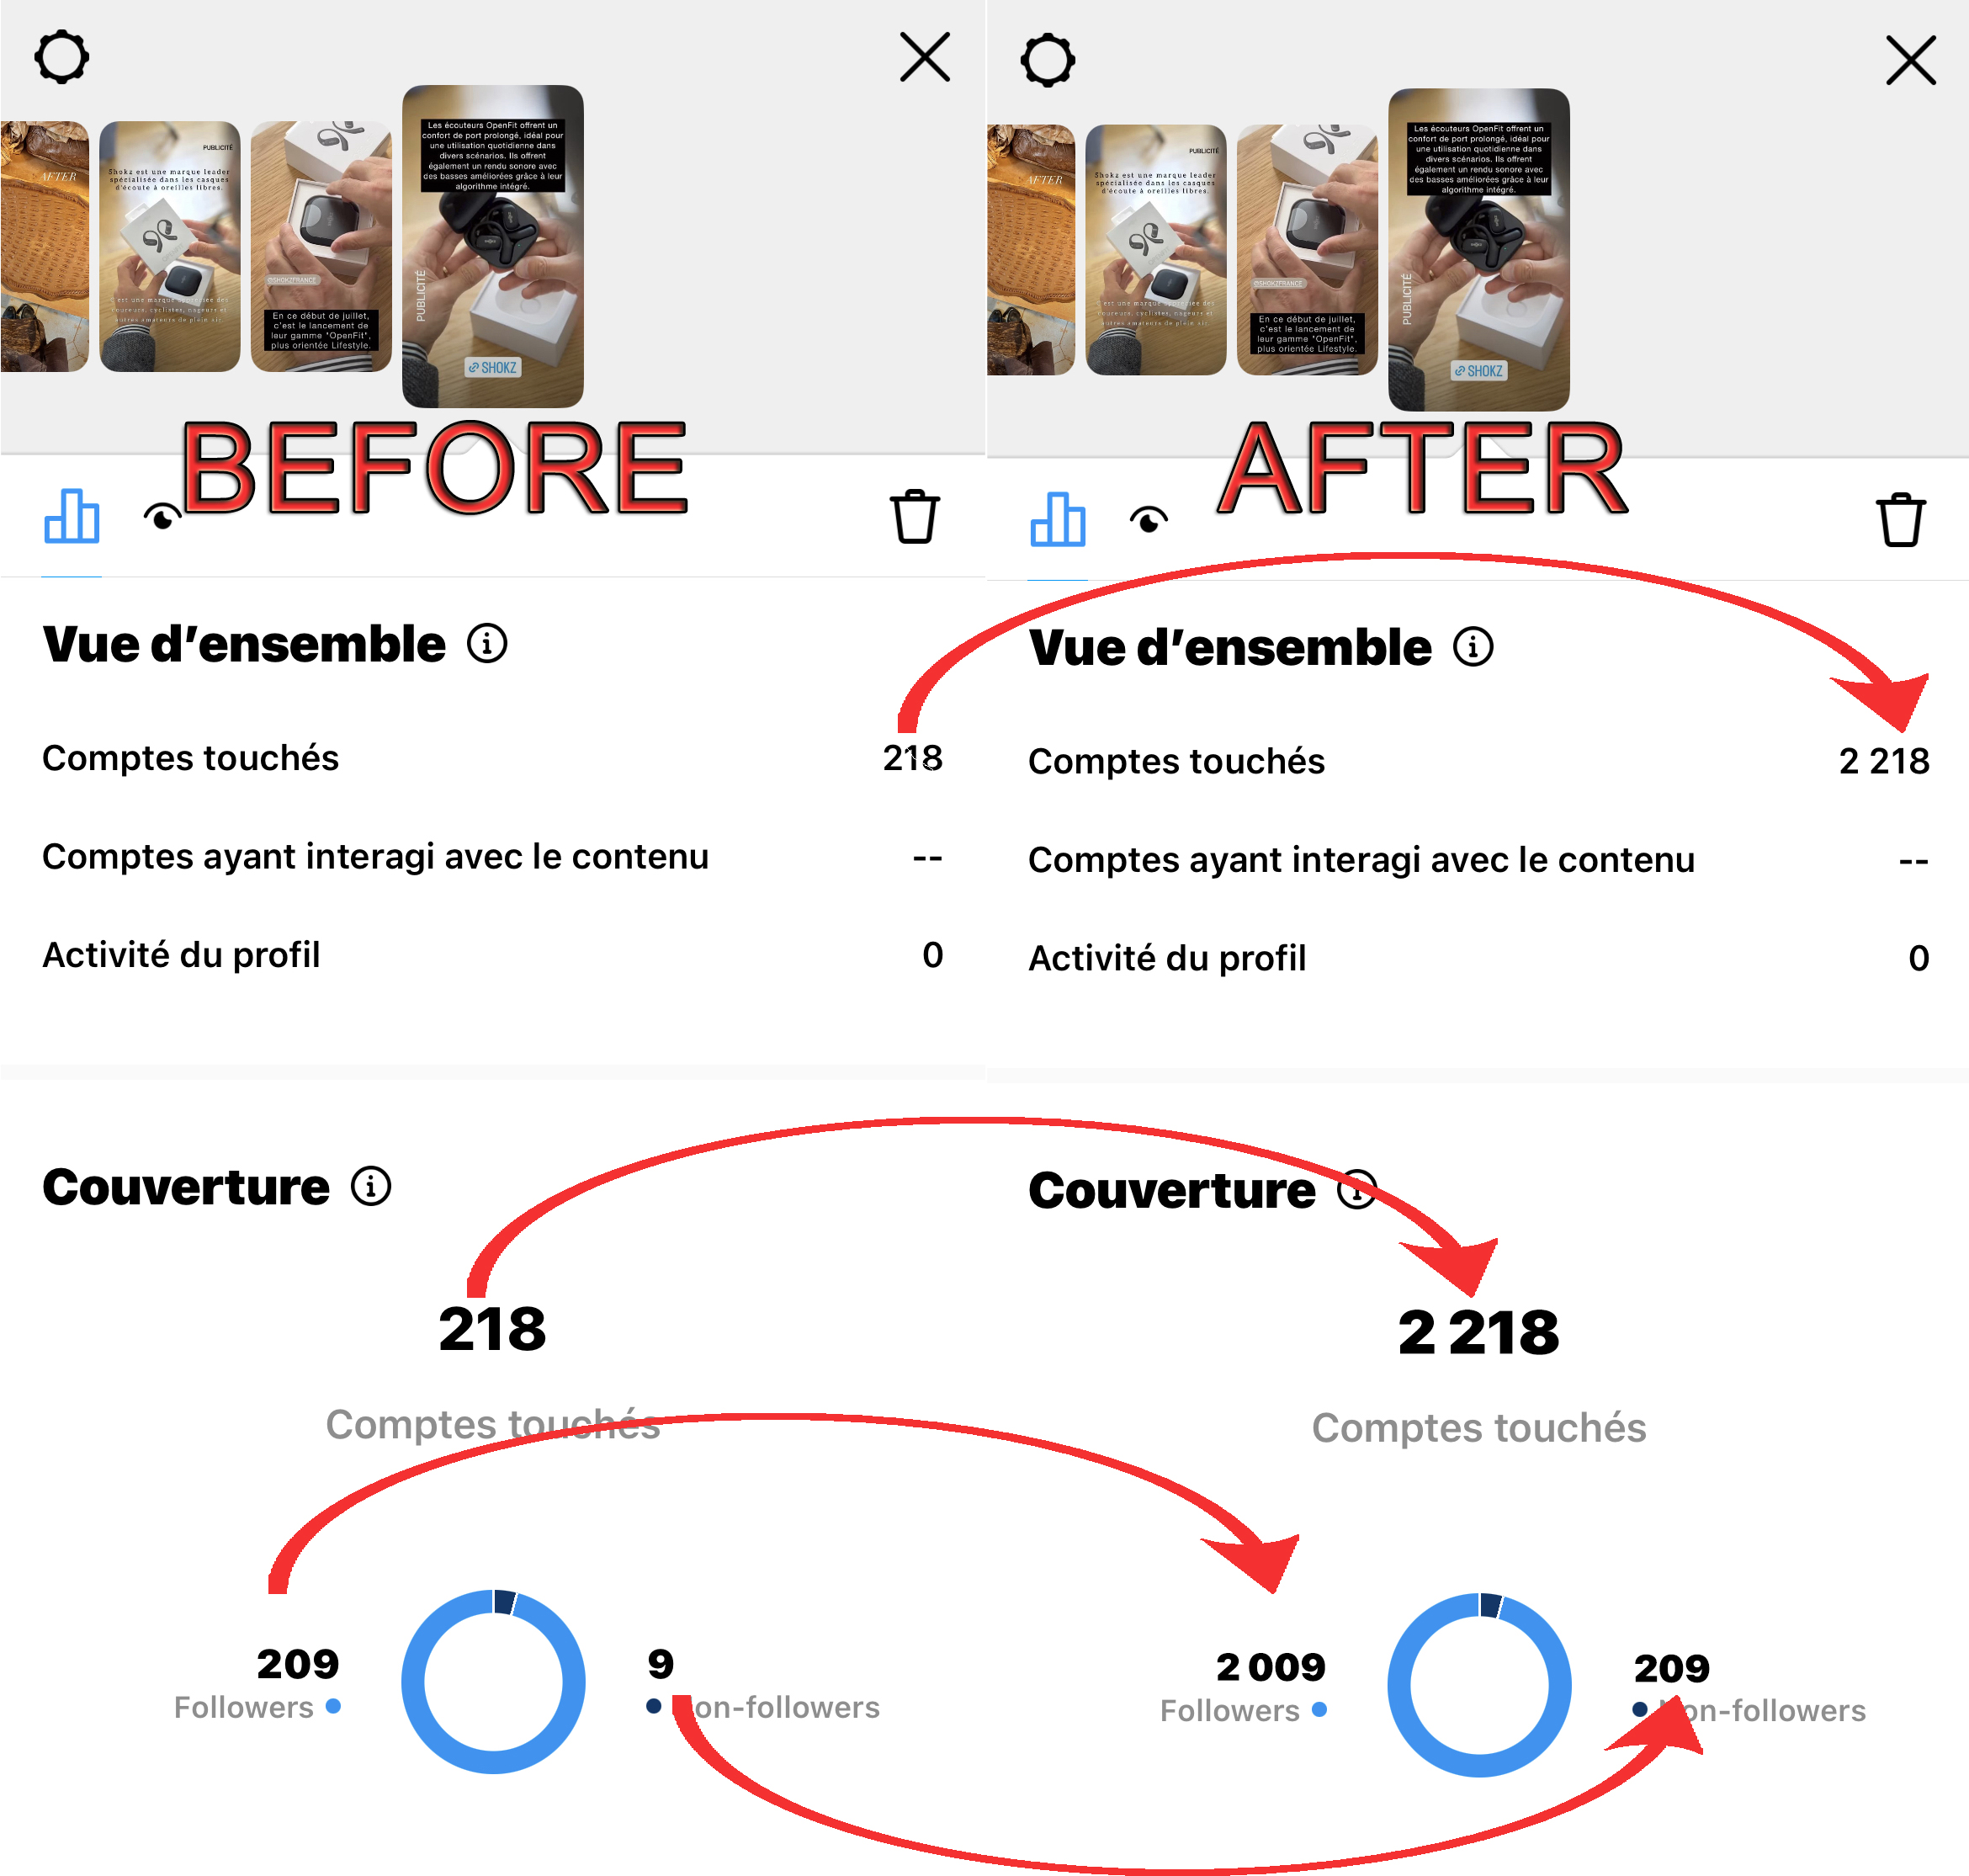 AFTER
PUBLICITÉ
Shokz est une marque leader
spécialisée dans les casques
d'écoute à oreilles libres.
C'est une marque appréciée des
coureurs, cyclistes, nageurs et
autres amateurs de plein air.
@SHOKZFRANCE
En ce début de juillet,
c'est le lancement de
leur gamme "OpenFit",
plus orientée Lifestyle.
Les écouteurs OpenFit offrent un
confort de port prolongé, idéal pour
une utilisation quotidienne dans
divers scénarios. Ils offrent
également un rendu sonore avec
des basses améliorées grâce à leur
algorithme intégré.
PUBLICITÉ
SHOKZ
BEFORE
Vue d'ensemble
Comptes touchés
218
Comptes ayant interagi avec le contenu
--
Activité du profil
0
Couverture
218
Comptes touchés
209
Followers
9
Non-followers
AFTER
PUBLICITÉ
Shokz est une marque leader
spécialisée dans les casques
d'écoute à oreilles libres.
C'est une marque appréciée des
coureurs, cyclistes, nageurs et
autres amateurs de plein air.
@SHOKZFRANCE
En ce début de juillet,
c'est le lancement de
leur gamme "OpenFit",
plus orientée Lifestyle.
Les écouteurs OpenFit offrent un
confort de port prolongé, idéal pour
une utilisation quotidienne dans
divers scénarios. Ils offrent
également un rendu sonore avec
des basses améliorées grâce à leur
algorithme intégré.
PUBLICITÉ
SHOKZ
AFTER
Vue d'ensemble
Comptes touchés
2 218
Comptes ayant interagi avec le contenu
--
Activité du profil
0
Couverture
2 218
Comptes touchés
2 009
Followers
209
Non-followers